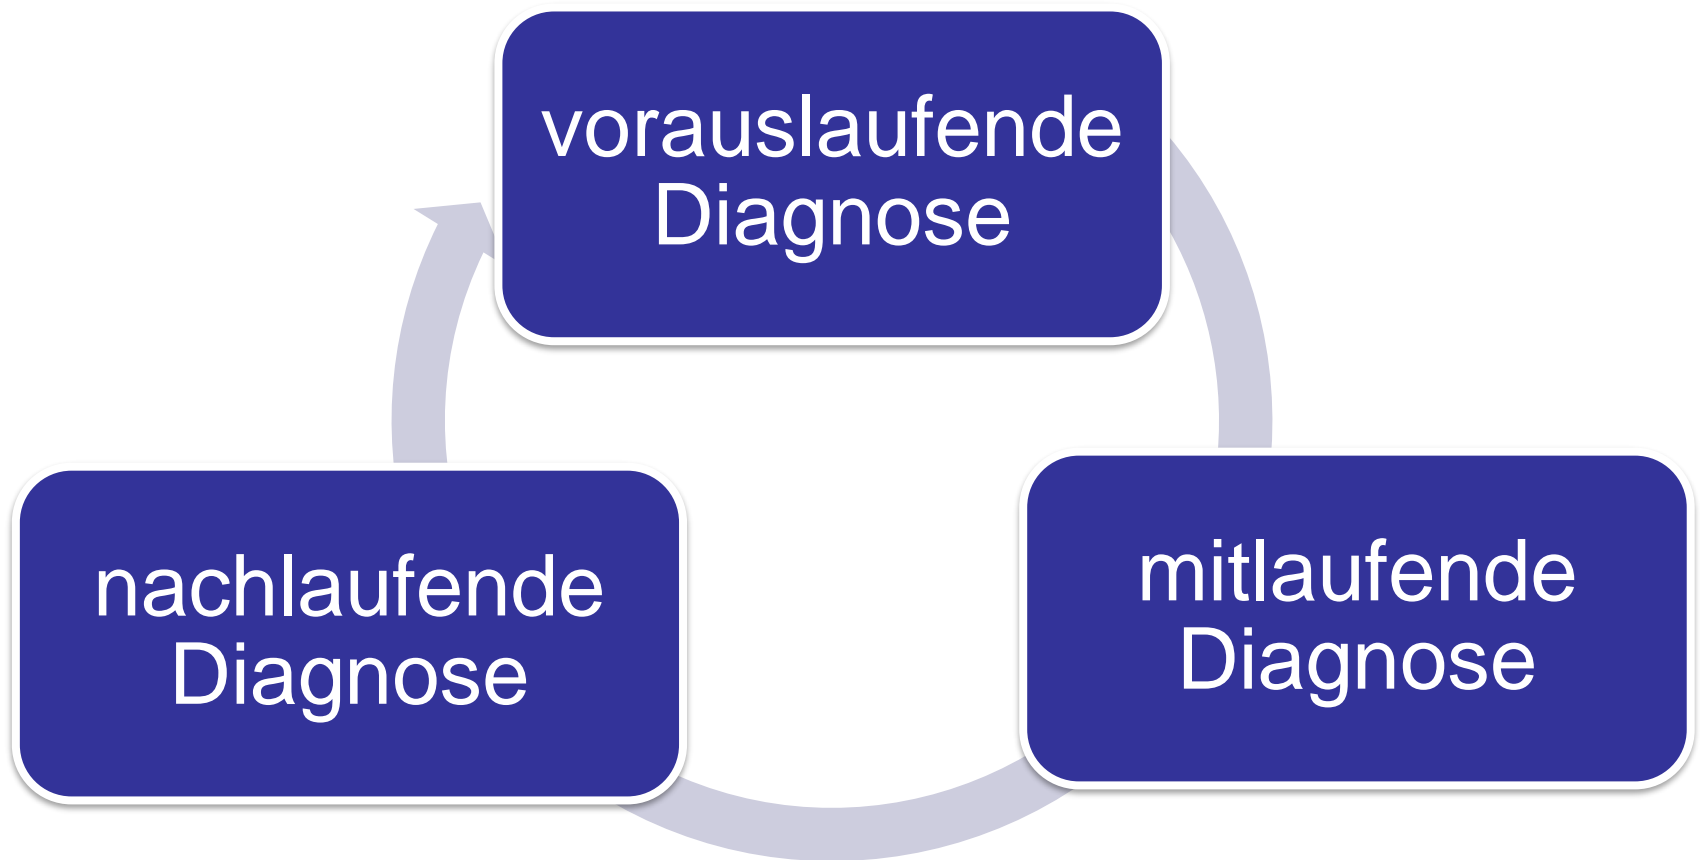 vorauslaufende
Diagnose
mitlaufende
Diagnose
nachlaufende
Diagnose